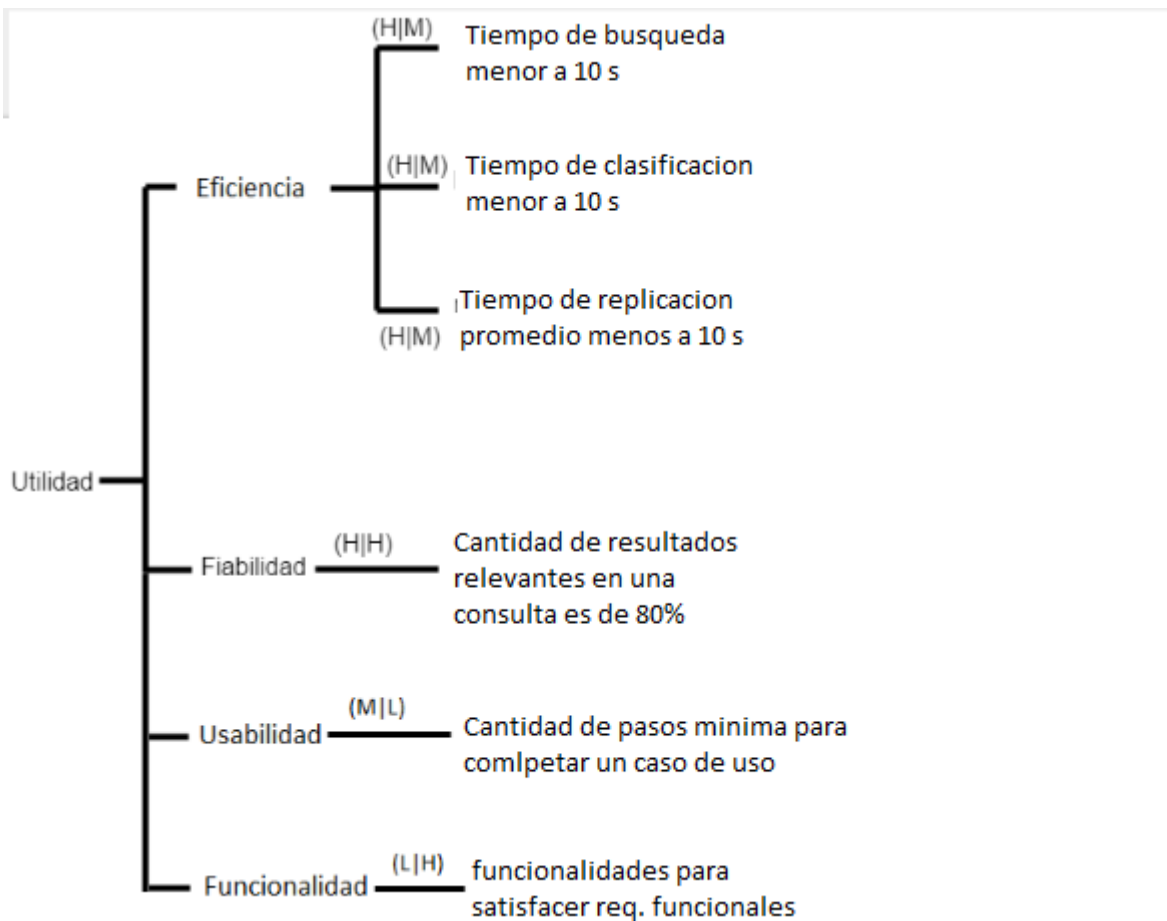 (H|M)
Tiempo de busqueda
menor a 10 s
(H|M)
Tiempo de clasificacion
menor a 10 s
Eficiencia
Tiempo de replicacion
promedio menos a 10 s
(H|M)
Utilidad
Fiabilidad
(H|H)
Cantidad de resultados
relevantes en una
consulta es de 80%
Usabilidad
(M|L)
Cantidad de pasos minima para
comlpetar un caso de uso
Funcionalidad
(L|H)
funcionalidades para
satisfacer req. funcionales